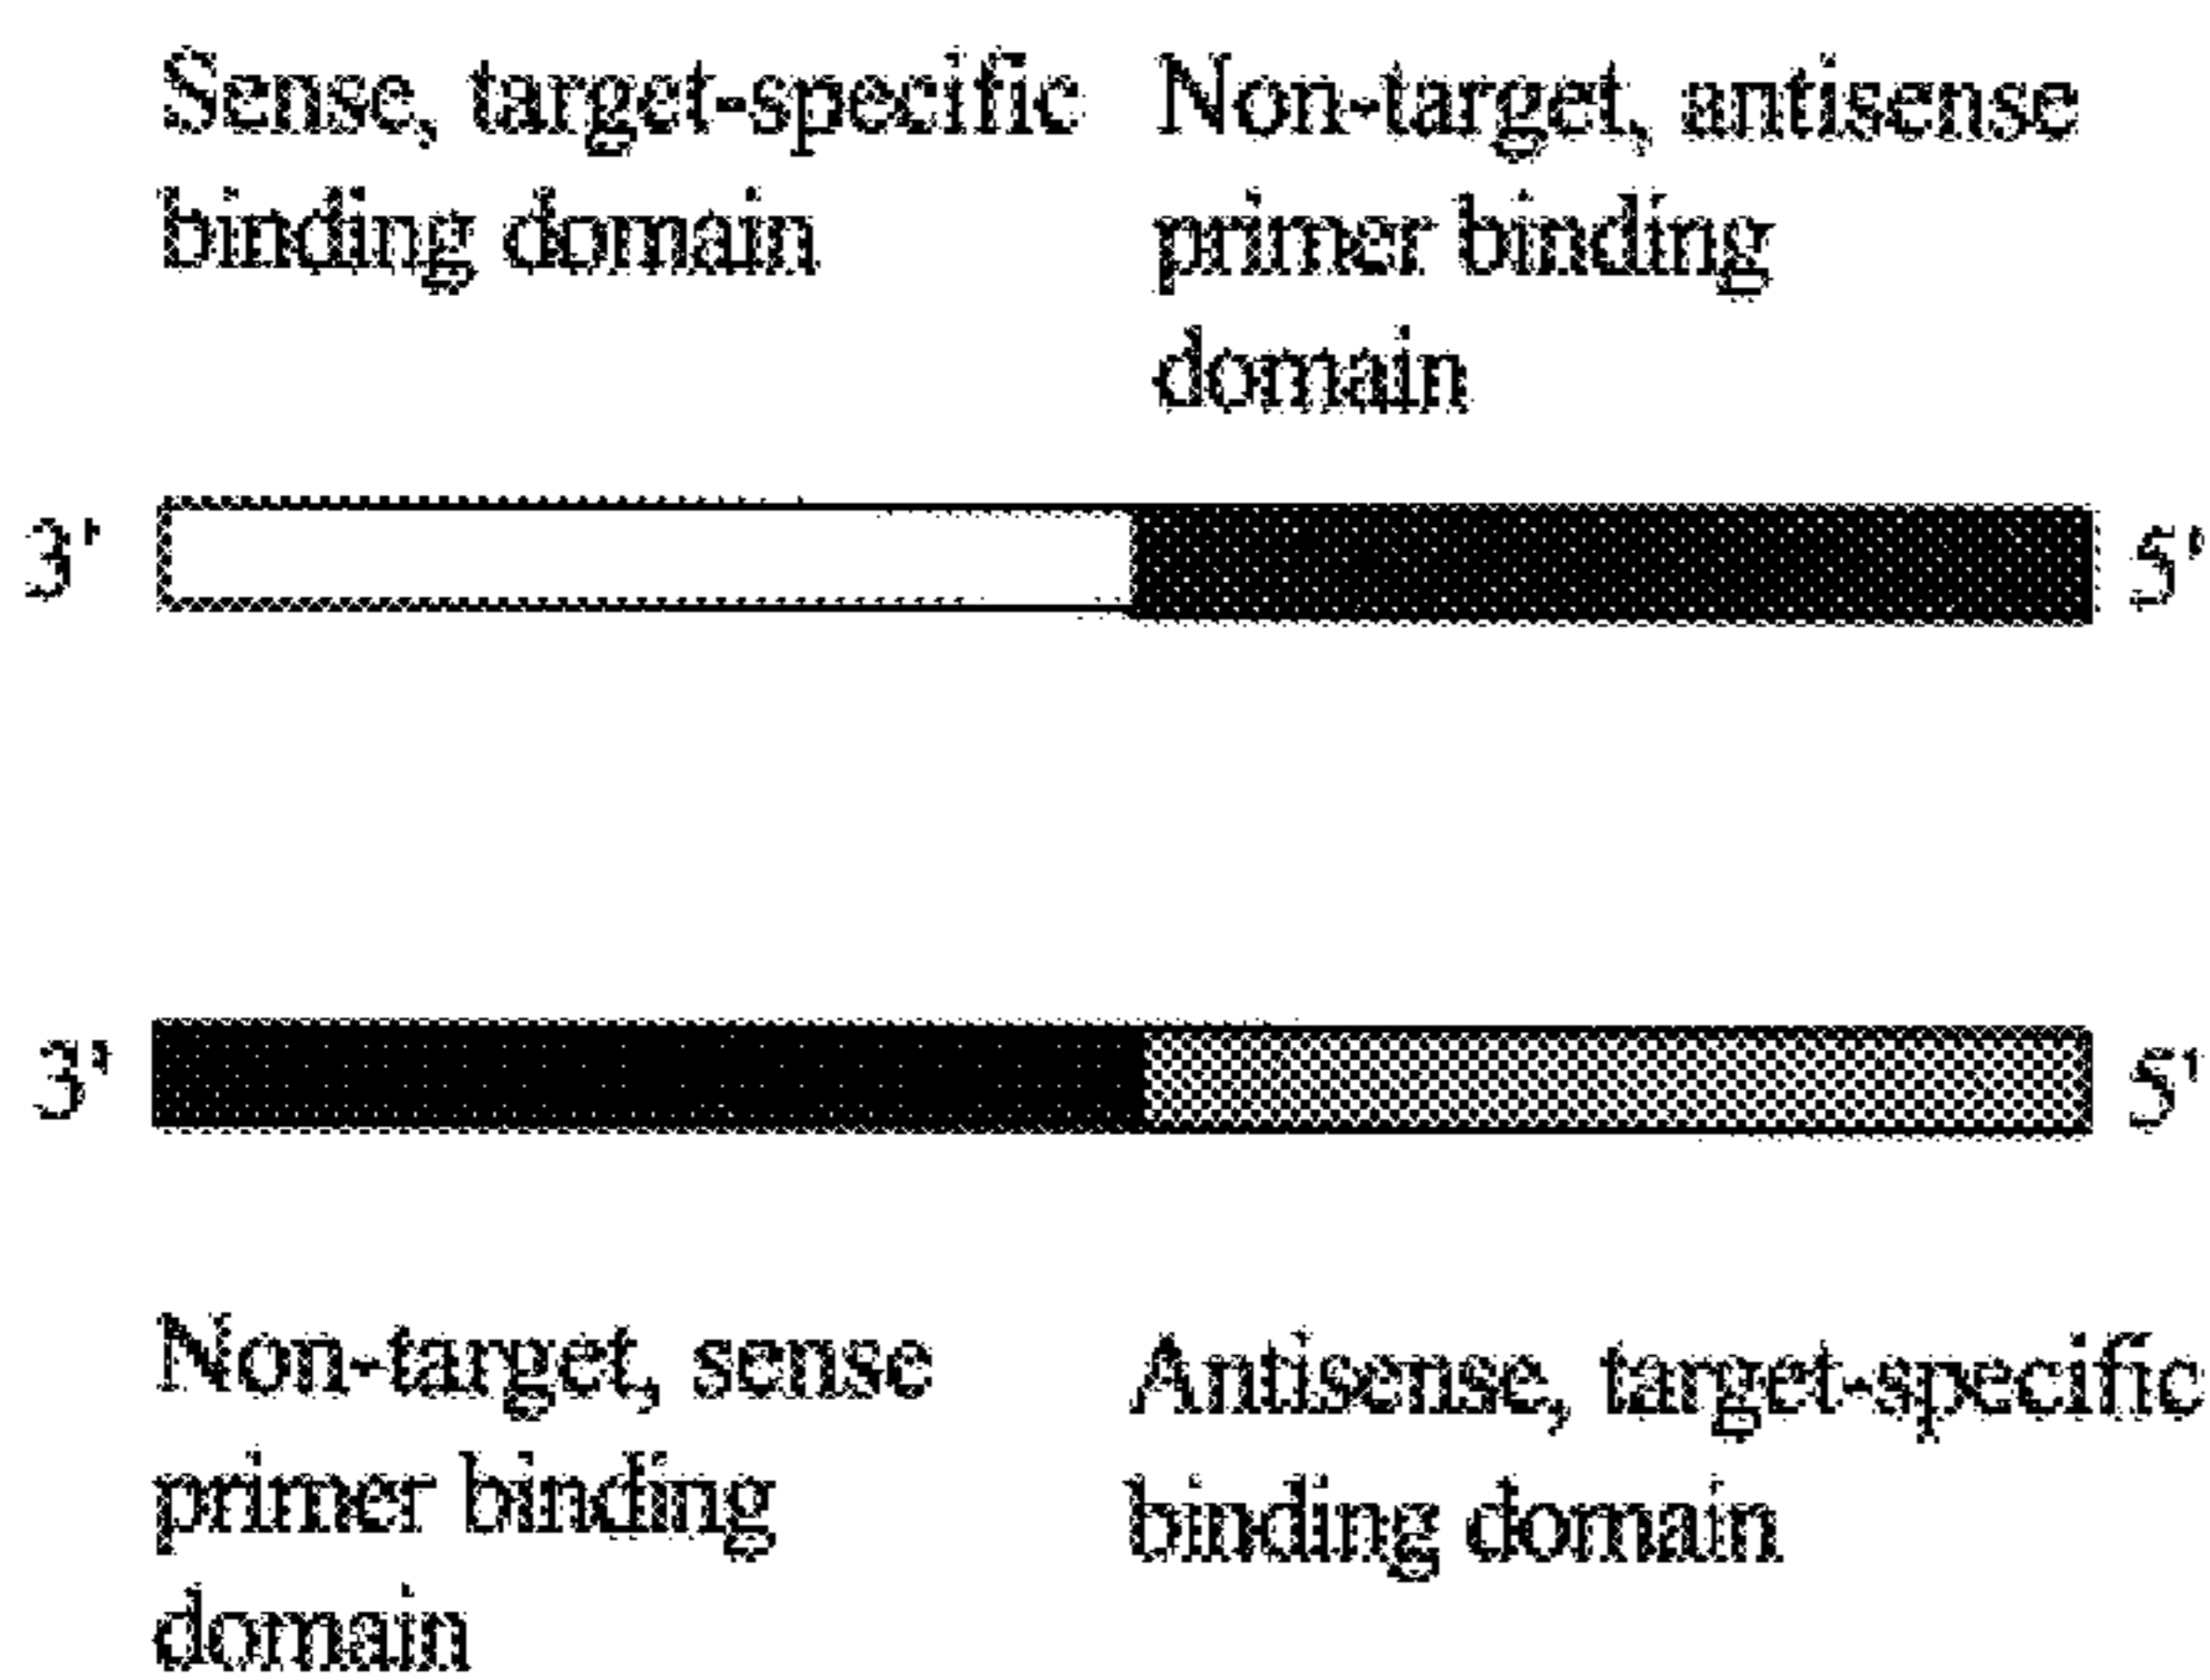 Sense, target-specific
binding domain
Non-target, antisense
primer binding
domain
3' 5'
3' 5'
Non-target, sense
primer binding
domain
Antisense, target-specific
binding domain